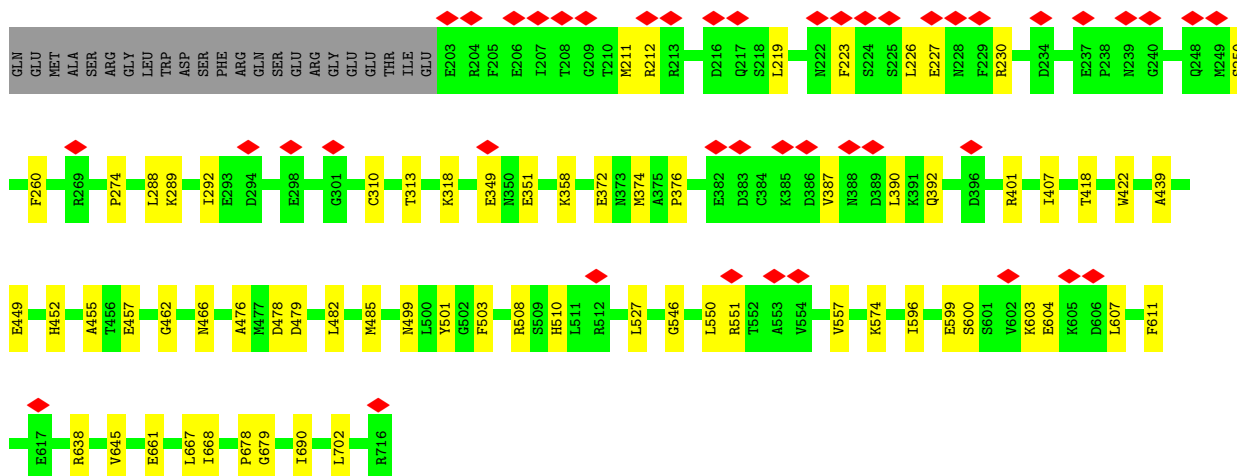 GLN GLU MET ALA SER ARG GLY LEU TRP ASP SER PHE ARG GLN SER GLU ARG GLY GLU GLU THR ILE GLU E203 R204 F205 E206 I207 T208 G209 T210 M211 R212 R213 D216 Q217 S218 L219 N222 F223 S224 S225 L226 E227 N228 F229 R230 D234 E237 P238 N239 G240 Q248 M249
F260 R269 P274 L288 K289 I292 E293 D294 E298 G301 C310 T313 K318 E349 N350 E351 K358 E372 N373 M374 A375 P376 E382 D383 C384 K385 D386 V387 N388 D389 L390 K391 Q392 D396 R401 I407 T418 W422 A439
E449 H452 A455 T456 E457 G462 N466 A476 M477 D478 D479 L482 M485 N499 L500 Y501 G502 F503 R508 S509 H510 L511 R512 L527 G546 L550 R551 T552 A553 V554 V557 K574 I596 E599 S600 S601 V602 K603 E604 K605 D606 L607 F611
E617 R638 V645 E661 L667 I668 P678 G679 I690 L702 R716